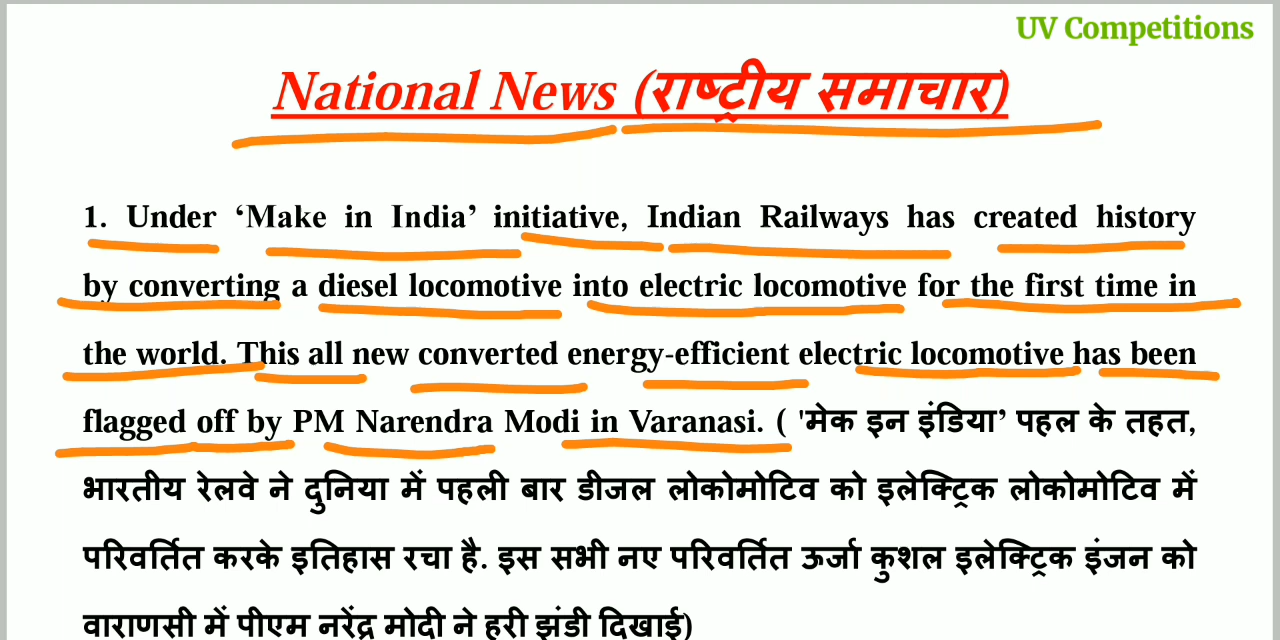 UV Competitions
National News (राष्ट्रीय समाचार)
1. Under ‘Make in India’ initiative, Indian Railways has created history
by converting a diesel locomotive into electric locomotive for the first time in
the world. This all new converted energy-efficient electric locomotive has been
flagged off by PM Narendra Modi in Varanasi. ( 'मेक इन इंडिया’ पहल के तहत,
भारतीय रेलवे ने दुनिया में पहली बार डीजल लोकोमोटिव को इलेक्ट्रिक लोकोमोटिव में
परिवर्तित करके इतिहास रचा है. इस सभी नए परिवर्तित ऊर्जा कुशल इलेक्ट्रिक इंजन को
वाराणसी में पीएम नरेंद्र मोदी ने हरी झंडी दिखाई)